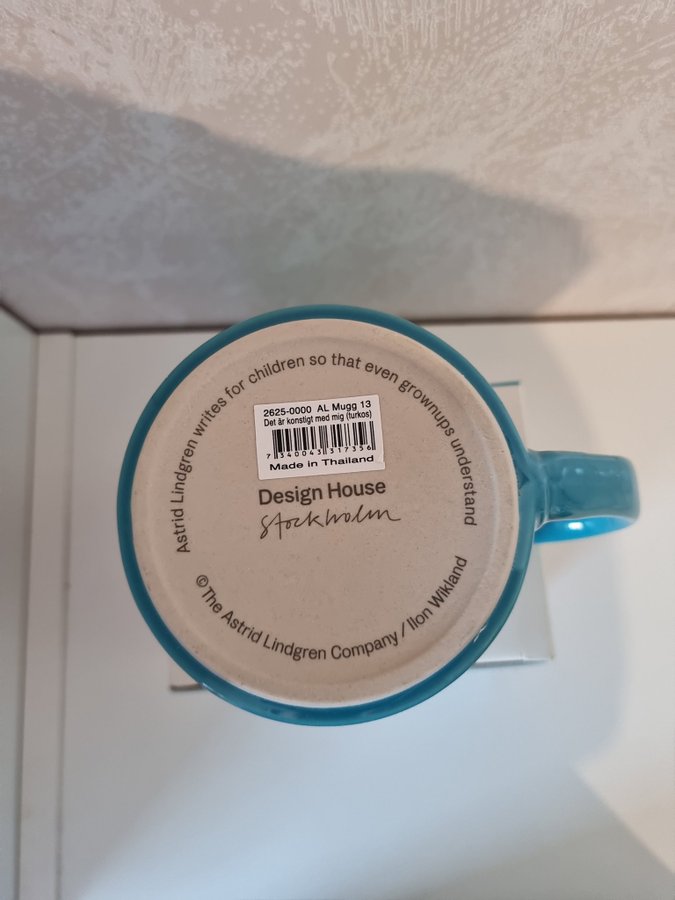 Astrid Lindgren writes for children so that even grownups understand
2625-0000 AL Mugg 13
Det är konstigt med mig (turkos)
7 340043 317356
Made in Thailand
Design House
Stockholm
©The Astrid Lindgren Company / Ilon Wikland